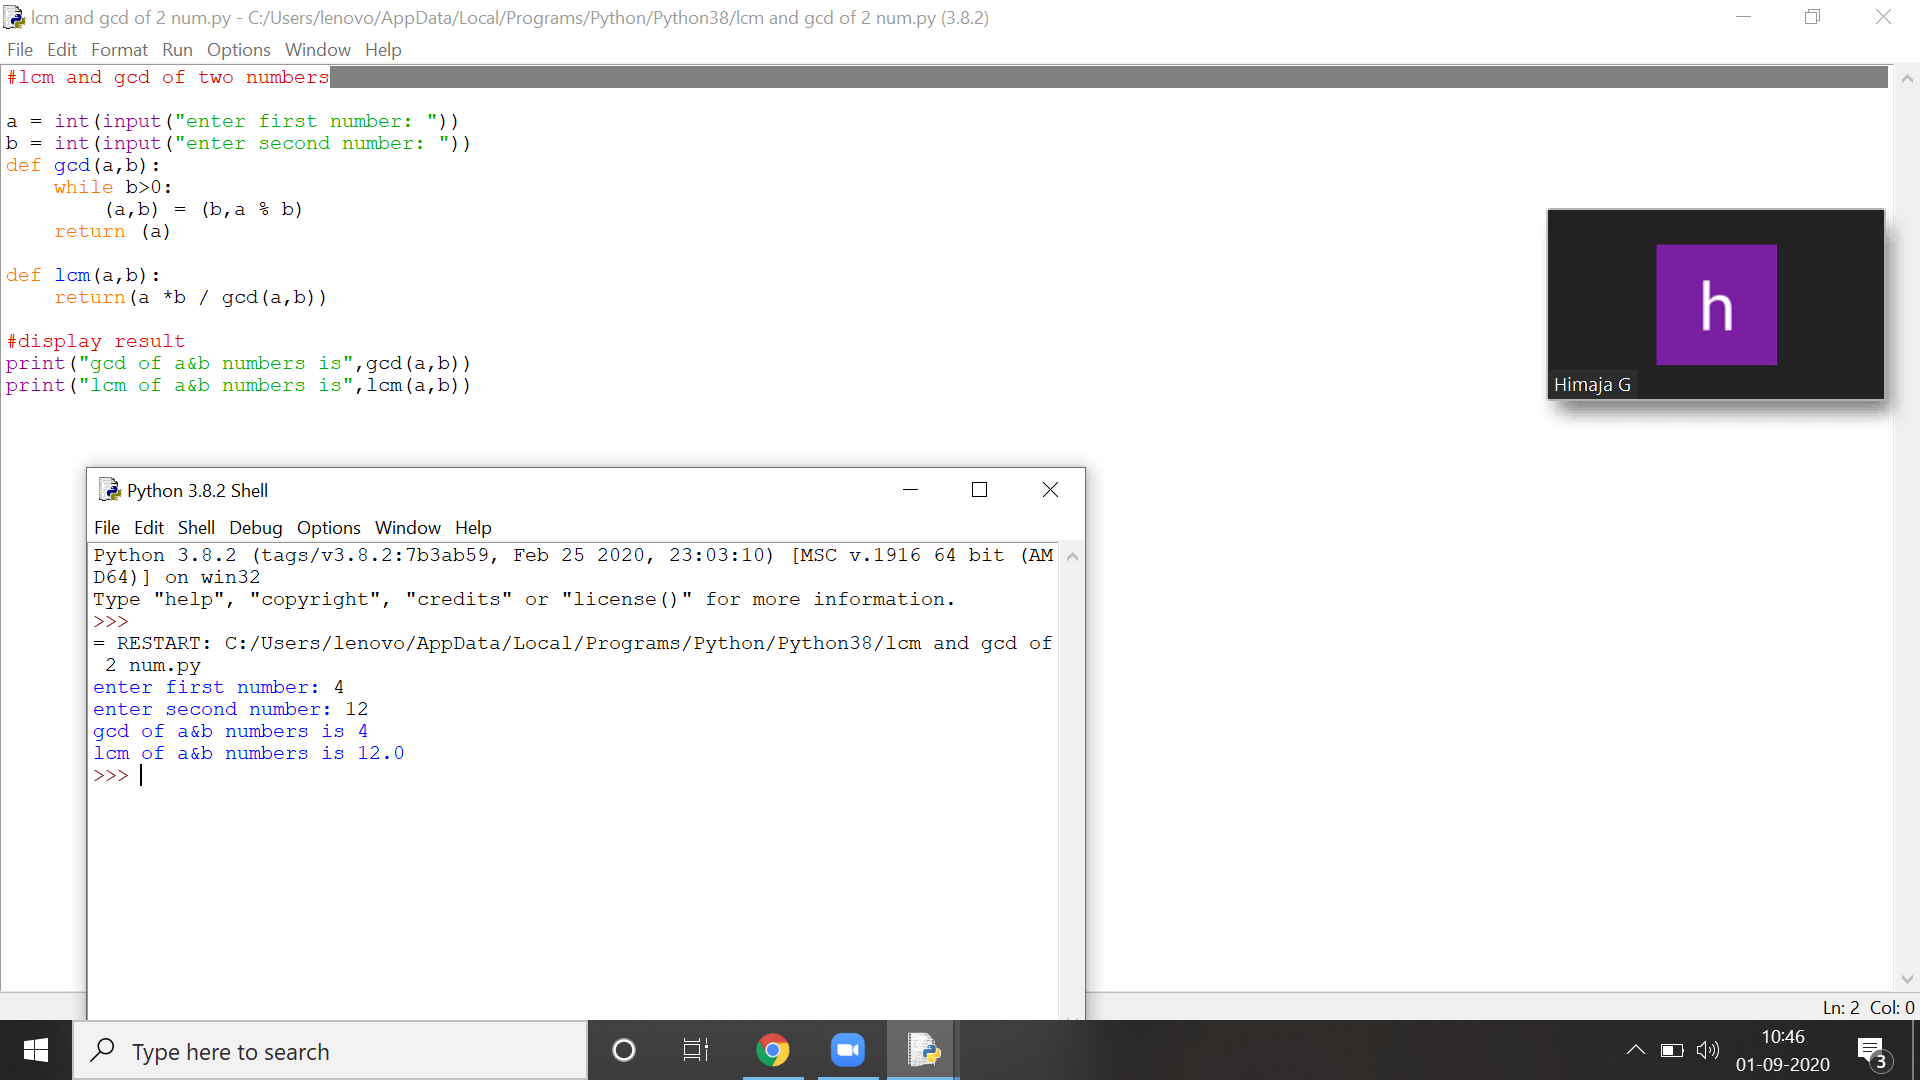 lcm and gcd of 2 num.py - C:/Users/lenovo/AppData/Local/Programs/Python/Python38/lcm and gcd of 2 num.py (3.8.2)
File Edit Format Run Options Window Help
#lcm and gcd of two numbers
a = int(input("enter first number: "))
b = int(input("enter second number: "))
def gcd(a,b):
    while b>0:
        (a,b) = (b,a % b)
    return (a)
def lcm(a,b):
    return(a *b / gcd(a,b))
#display result
print("gcd of a&b numbers is",gcd(a,b))
print("lcm of a&b numbers is",lcm(a,b))
h
Himaja G
Python 3.8.2 Shell
File Edit Shell Debug Options Window Help
Python 3.8.2 (tags/v3.8.2:7b3ab59, Feb 25 2020, 23:03:10) [MSC v.1916 64 bit (AM
D64)] on win32
Type "help", "copyright", "credits" or "license()" for more information.
>>>
= RESTART: C:/Users/lenovo/AppData/Local/Programs/Python/Python38/lcm and gcd of
 2 num.py
enter first number: 4
enter second number: 12
gcd of a&b numbers is 4
lcm of a&b numbers is 12.0
>>>
Ln: 2 Col: 0
Type here to search
10:46
01-09-2020
3